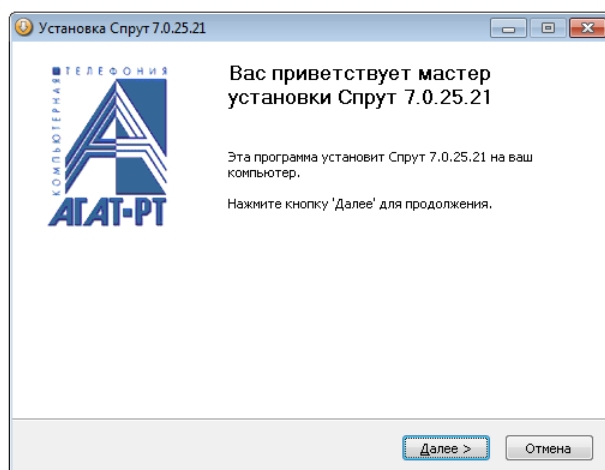 Установка Спрут 7.0.25.21
ТЕЛЕФОНИЯ
КОМПЬЮТЕРНАЯ
АГАТ-РТ
Вас приветствует мастер
установки Спрут 7.0.25.21
Эта программа установит Спрут 7.0.25.21 на ваш
компьютер.
Нажмите кнопку 'Далее' для продолжения.
Далее >
Отмена